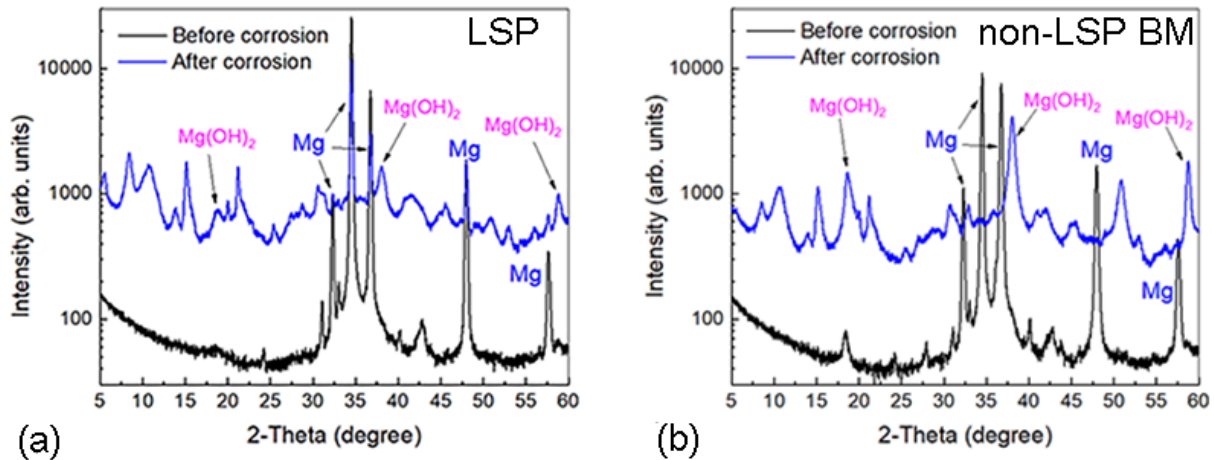 LSP
Before corrosion
After corrosion
10000
1000
100
Mg(OH)₂
Mg
Mg(OH)₂
Mg
Mg(OH)₂
Mg
Intensity (arb. units)
5 10 15 20 25 30 35 40 45 50 55 60
2-Theta (degree)
(a)
non-LSP BM
Before corrosion
After corrosion
10000
1000
100
Mg(OH)₂
Mg
Mg(OH)₂
Mg
Mg(OH)₂
Mg
Intensity (arb. units)
5 10 15 20 25 30 35 40 45 50 55 60
2-Theta (degree)
(b)